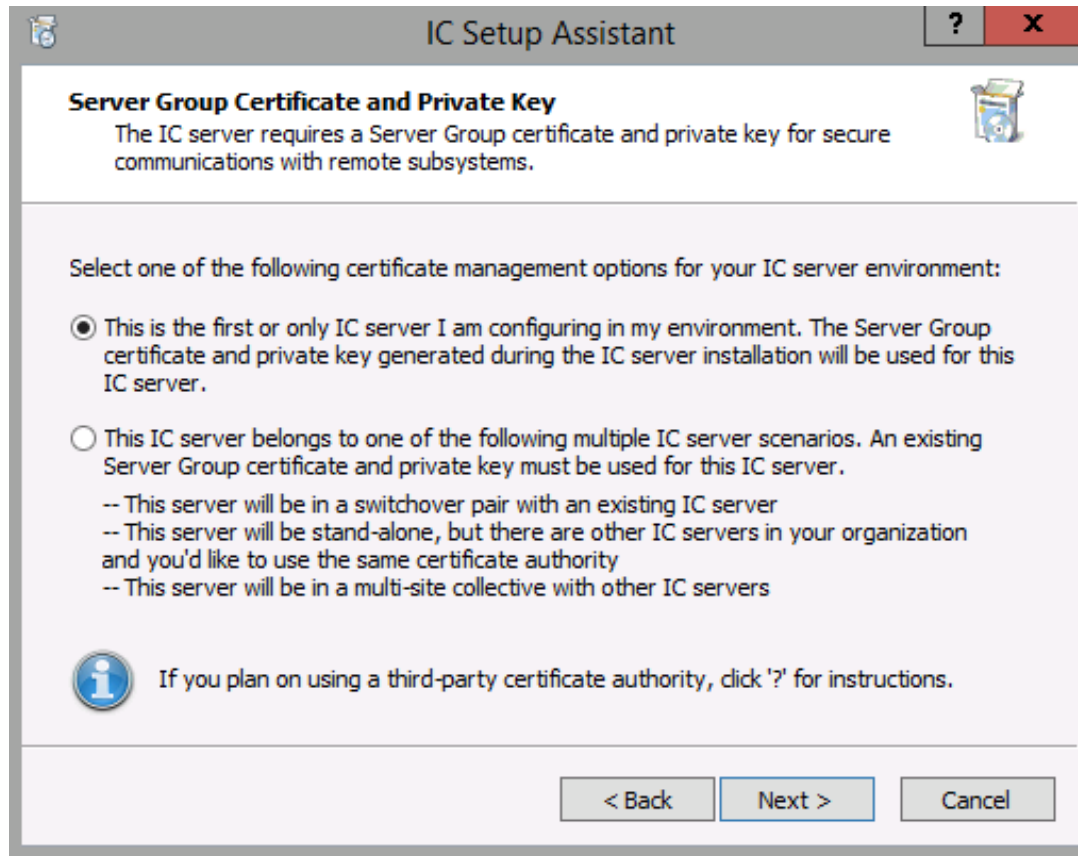 IC Setup Assistant
?
X
Server Group Certificate and Private Key
The IC server requires a Server Group certificate and private key for secure
communications with remote subsystems.
Select one of the following certificate management options for your IC server environment:
This is the first or only IC server I am configuring in my environment. The Server Group
certificate and private key generated during the IC server installation will be used for this
IC server.
This IC server belongs to one of the following multiple IC server scenarios. An existing
Server Group certificate and private key must be used for this IC server.
-- This server will be in a switchover pair with an existing IC server
-- This server will be stand-alone, but there are other IC servers in your organization
and you'd like to use the same certificate authority
-- This server will be in a multi-site collective with other IC servers
If you plan on using a third-party certificate authority, click '?' for instructions.
< Back
Next >
Cancel